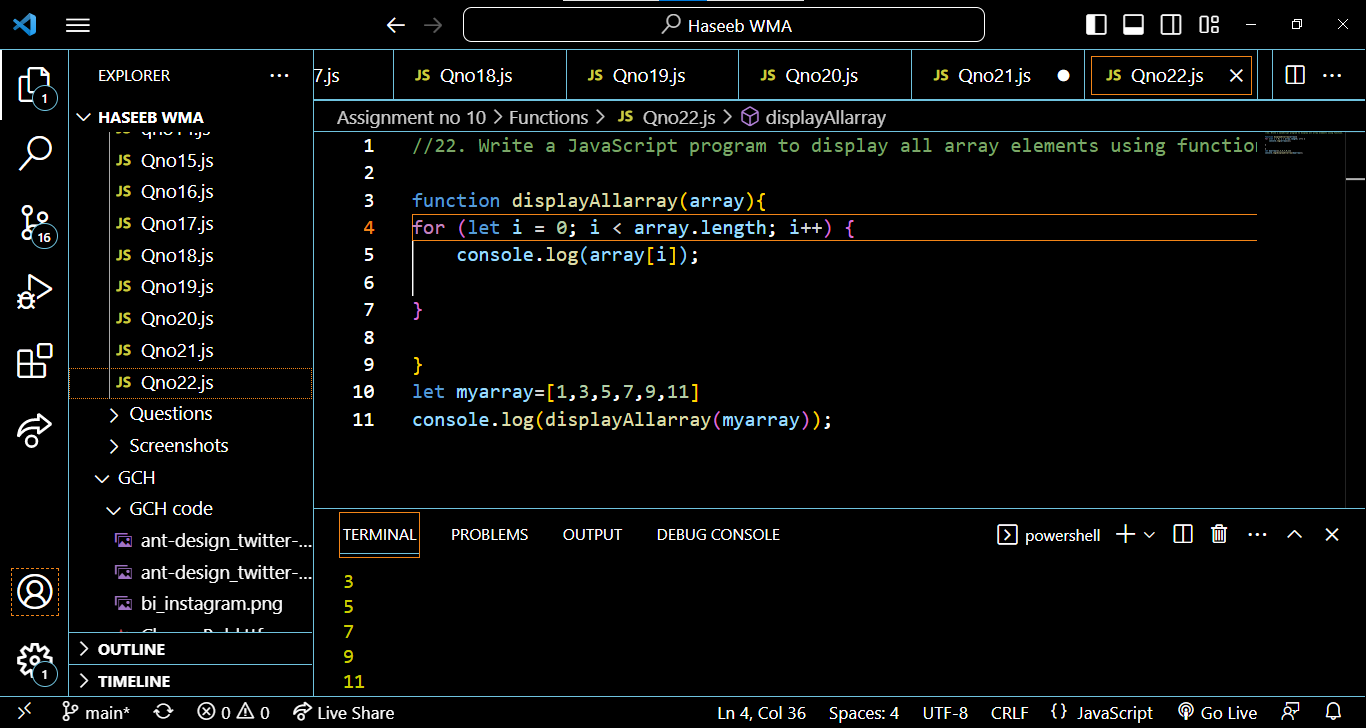 Haseeb WMA
EXPLORER
7.js
JS Qno18.js
JS Qno19.js
JS Qno20.js
JS Qno21.js
JS Qno22.js
1
HASEEB WMA
Assignment no 10 > Functions > JS Qno22.js > displayAllarray
JS Qno15.js
JS Qno16.js
JS Qno17.js
JS Qno18.js
JS Qno19.js
JS Qno20.js
JS Qno21.js
JS Qno22.js
Questions
Screenshots
GCH
GCH code
ant-design_twitter-...
ant-design_twitter-...
bi_instagram.png
OUTLINE
TIMELINE
16
1
1 //22. Write a JavaScript program to display all array elements using function
2
3 function displayAllarray(array){
4 for (let i = 0; i < array.length; i++) {
5 console.log(array[i]);
6
7 }
8
9 }
10 let myarray=[1,3,5,7,9,11]
11 console.log(displayAllarray(myarray));
TERMINAL PROBLEMS OUTPUT DEBUG CONSOLE
powershell
3
5
7
9
11
main* 0 0 Live Share Ln 4, Col 36 Spaces: 4 UTF-8 CRLF {} JavaScript Go Live